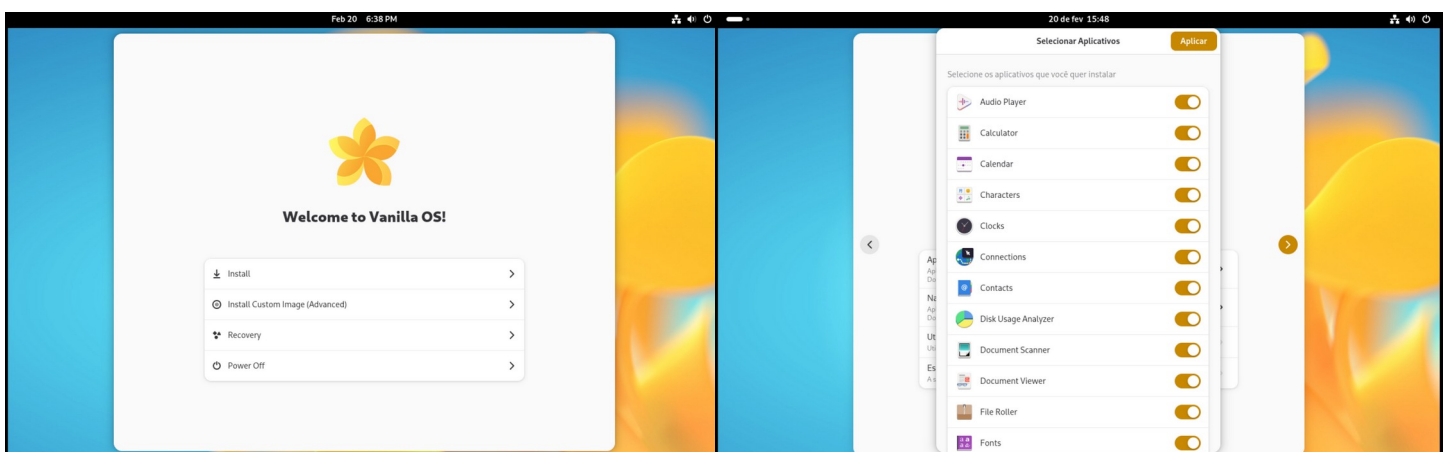 Feb 20 6:38 PM
Welcome to Vanilla OS!
Install
Install Custom Image (Advanced)
Recovery
Power Off
20 de fev 15:48
Selecionar Aplicativos
Aplicar
Selecione os aplicativos que você quer instalar
Audio Player
Calculator
Calendar
Characters
Clocks
Connections
Contacts
Disk Usage Analyzer
Document Scanner
Document Viewer
File Roller
Fonts